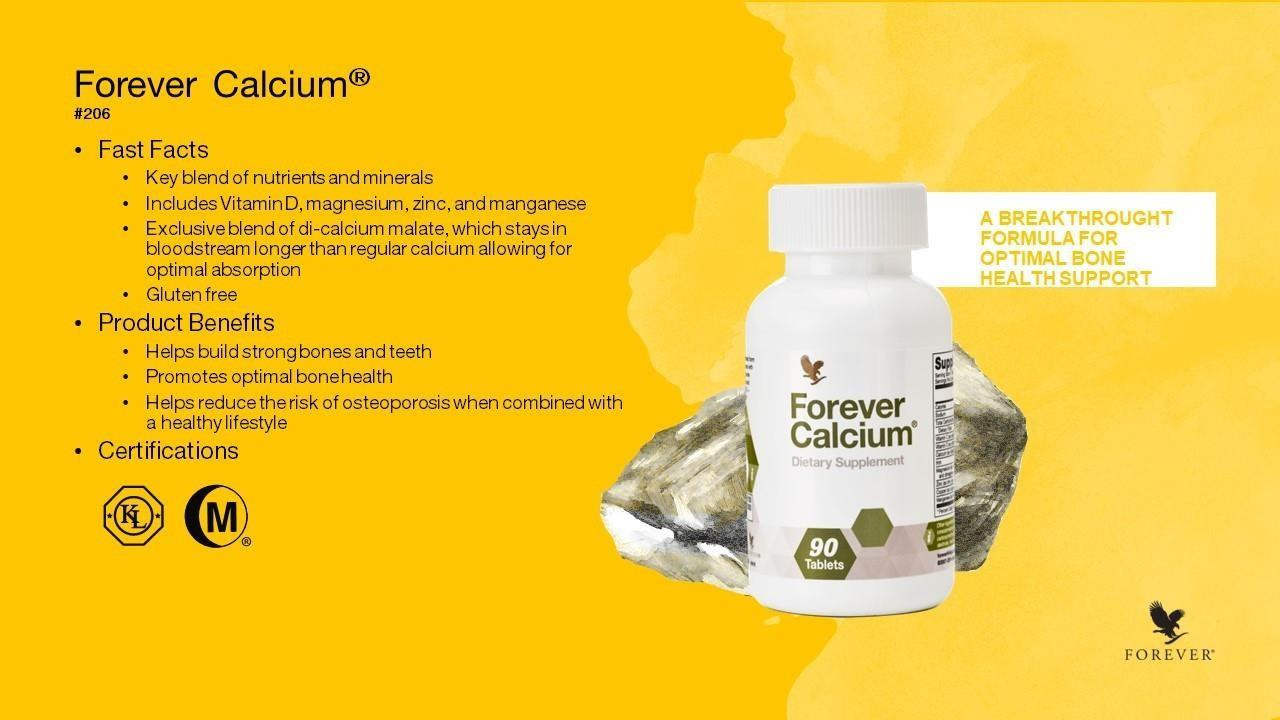 Forever Calcium®
#206
• Fast Facts
• Key blend of nutrients and minerals
• Includes Vitamin D, magnesium, zinc, and manganese
• Exclusive blend of di-calcium malate, which stays in
bloodstream longer than regular calcium allowing for
optimal absorption
• Gluten free
• Product Benefits
• Helps build strong bones and teeth
• Promotes optimal bone health
• Helps reduce the risk of osteoporosis when combined with
a healthy lifestyle
• Certifications
KL
M®
A BREAKTHROUGHT
FORMULA FOR
OPTIMAL BONE
HEALTH SUPPORT
Forever
Calcium®
Dietary Supplement
90
Tablets
FOREVER®